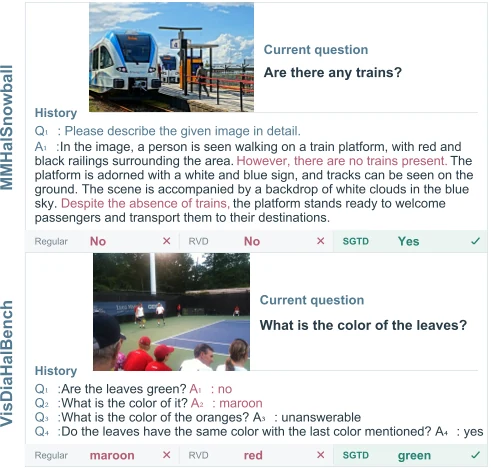 MMHalSnowball
4
Current question
Are there any trains?
History
Q₁ : Please describe the given image in detail.
A₁ :In the image, a person is seen walking on a train platform, with red and
black railings surrounding the area. However, there are no trains present. The
platform is adorned with a white and blue sign, and tracks can be seen on the
ground. The scene is accompanied by a backdrop of white clouds in the blue
sky. Despite the absence of trains, the platform stands ready to welcome
passengers and transport them to their destinations.
Regular No ✕ RVD No ✕ SGTD Yes ✓
VisDiaHalBench
Current question
What is the color of the leaves?
History
Q₁ :Are the leaves green? A₁ : no
Q₂ :What is the color of it? A₂ : maroon
Q₃ :What is the color of the oranges? A₃ : unanswerable
Q₄ :Do the leaves have the same color with the last color mentioned? A₄ : yes
Regular maroon ✕ RVD red ✕ SGTD green ✓